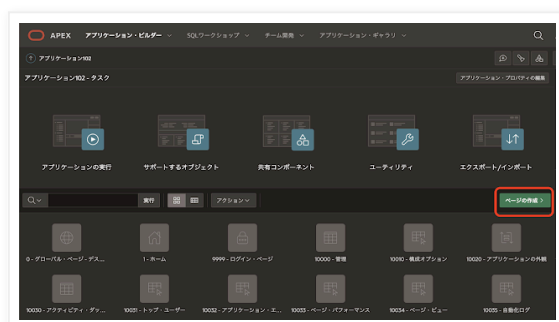 APEX アプリケーション・ビルダー SQLワークショップ チーム開発 アプリケーション・ギャラリ
アプリケーション102
アプリケーション102 - タスク アプリケーション・プロパティの編集
アプリケーションの実行 サポートするオブジェクト 共有コンポーネント ユーティリティ エクスポート/インポート
実行 アクション ページの作成
0 - グローバル・ページ - デス... 1 - ホーム 9999 - ログイン・ページ 10000 - 管理 10010 - 構成オプション 10020 - アプリケーションの外観
10030 - アクティビティ・ダッ... 10031 - トップ・ユーザー 10032 - アプリケーション・エ... 10033 - ページ・パフォーマンス 10034 - ページ・ビュー 10035 - 自動化ログ